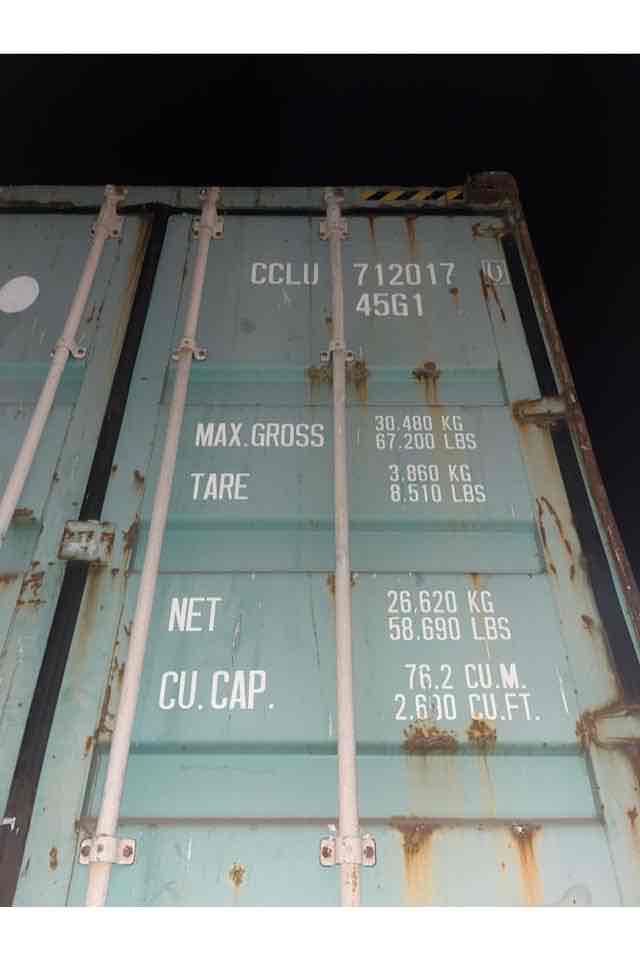 CCLU 712017 0
45G1
MAX.GROSS 30.480 KG
67.200 LBS
TARE 3.860 KG
8.510 LBS
NET 26.620 KG
58.690 LBS
CU.CAP. 76.2 CU.M.
2.690 CU.FT.